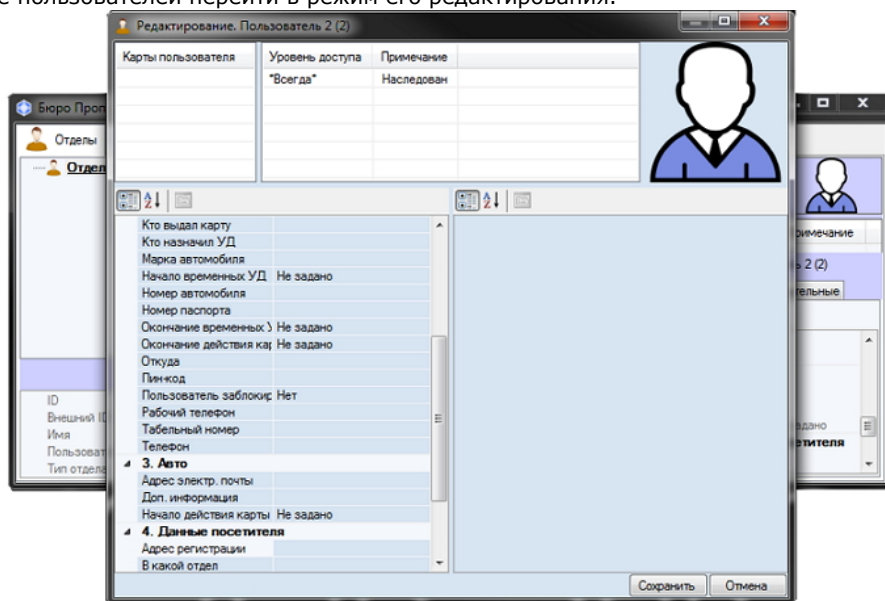 е пользователей перейти в режим его редактирования.
Редактирование. Пользователь 2 (2)
Карты пользователя Уровень доступа Примечание
"Всегда" Наследован
Бюро Проп
Отделы
Отдел
римечание
ь 2 (2)
тельные
Кто выдал карту
Кто назначил УД
Марка автомобиля
Начало временных УД Не задано
Номер автомобиля
Номер паспорта
Окончание временных У Не задано
Окончание действия кар Не задано
Откуда
Пин-код
Пользователь заблокир Нет
Рабочий телефон
Табельный номер
Телефон
3. Авто
Адрес электр. почты
Доп. информация
Начало действия карты Не задано
4. Данные посетителя
Адрес регистрации
В какой отдел
ID
Внешний ID
Имя
Пользоват
Тип отдела
адано
етителя
Сохранить Отмена